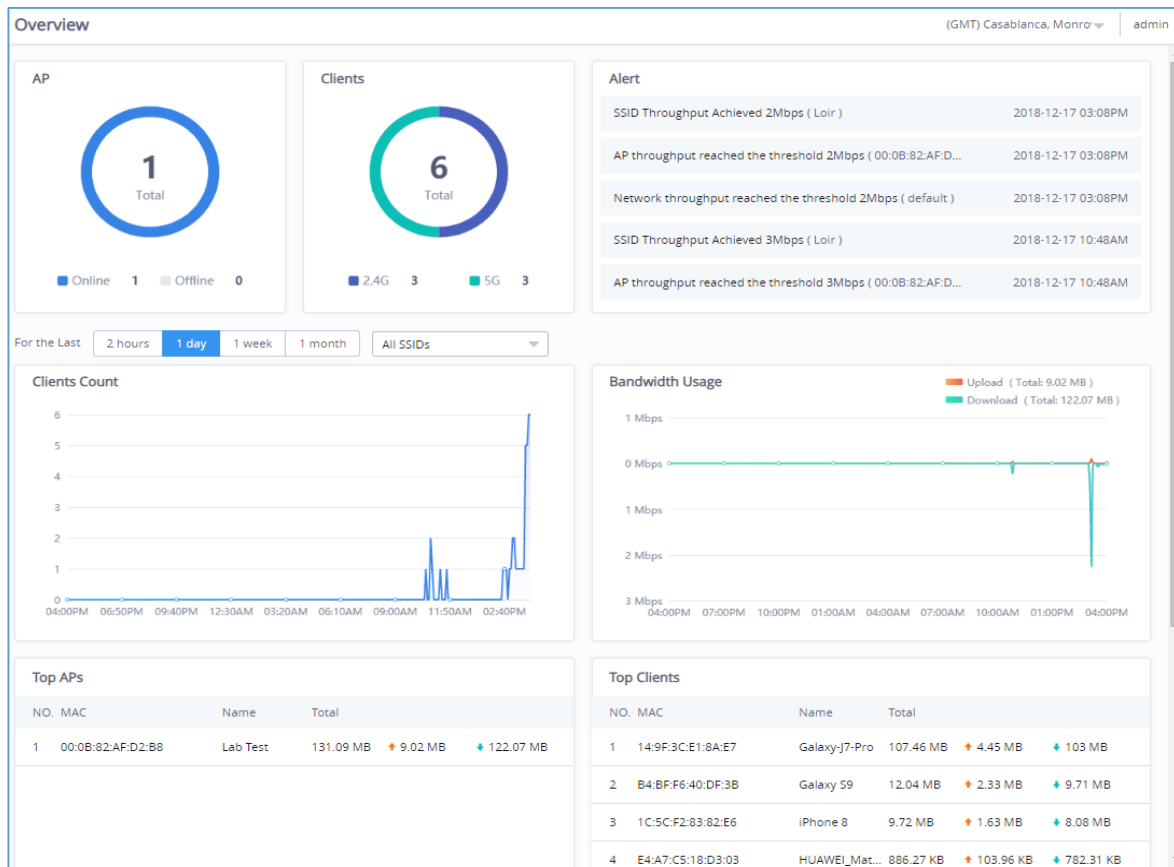 Overview
(GMT) Casablanca, Monro
admin
AP
1
Total
Online 1 Offline 0
Clients
6
Total
2.4G 3 5G 3
Alert
SSID Throughput Achieved 2Mbps ( Loir ) 2018-12-17 03:08PM
AP throughput reached the threshold 2Mbps ( 00:0B:82:AF:D... 2018-12-17 03:08PM
Network throughput reached the threshold 2Mbps ( default ) 2018-12-17 03:08PM
SSID Throughput Achieved 3Mbps ( Loir ) 2018-12-17 10:48AM
AP throughput reached the threshold 3Mbps ( 00:0B:82:AF:D... 2018-12-17 10:48AM
For the Last 2 hours 1 day 1 week 1 month All SSIDs
Clients Count
6
5
4
3
2
1
0
04:00PM 06:50PM 09:40PM 12:30AM 03:20AM 06:10AM 09:00AM 11:50AM 02:40PM
Bandwidth Usage
Upload ( Total: 9.02 MB )
Download ( Total: 122.07 MB )
1 Mbps
0 Mbps
1 Mbps
2 Mbps
3 Mbps
04:00PM 07:00PM 10:00PM 01:00AM 04:00AM 07:00AM 10:00AM 01:00PM 04:00PM
Top APs
NO. MAC Name Total
1 00:0B:82:AF:D2:B8 Lab Test 131.09 MB 9.02 MB 122.07 MB
Top Clients
NO. MAC Name Total
1 14:9F:3C:E1:8A:E7 Galaxy-J7-Pro 107.46 MB 4.45 MB 103 MB
2 B4:BF:F6:40:DF:3B Galaxy S9 12.04 MB 2.33 MB 9.71 MB
3 1C:5C:F2:83:82:E6 iPhone 8 9.72 MB 1.63 MB 8.08 MB
4 E4:A7:C5:18:D3:03 HUAWEI_Mat... 886.27 KB 103.96 KB 782.31 KB